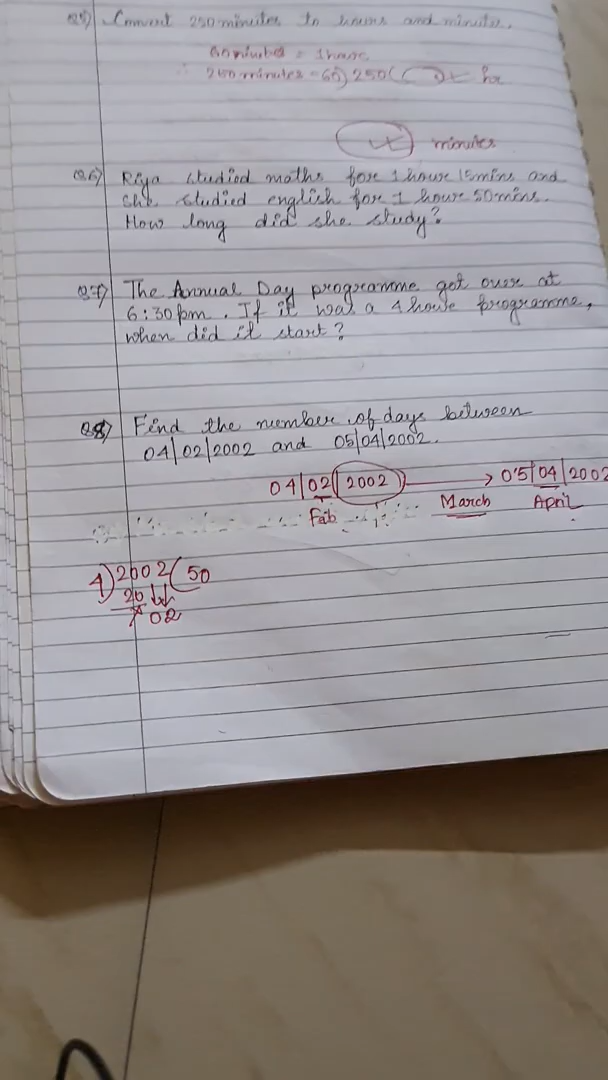 Q5) Convert 250 minutes to hours and minute.
60 minutes = 1 hour
∴ 250 minutes = 60) 250 ( hr
minutes
Q6) Riya studied maths for 1 hour 15 mins and
she studied english for 1 hour 50 mins.
How long did she study?
Q7) The Annual Day programme got over at
6:30 pm. If it was a 4 hour programme,
when did it start?
Q8) Find the number of days between
04/02/2002 and 05/04/2002.
04/02/2002 → 05/04/2002
Feb March April
4)2002(50
20↓↓
02